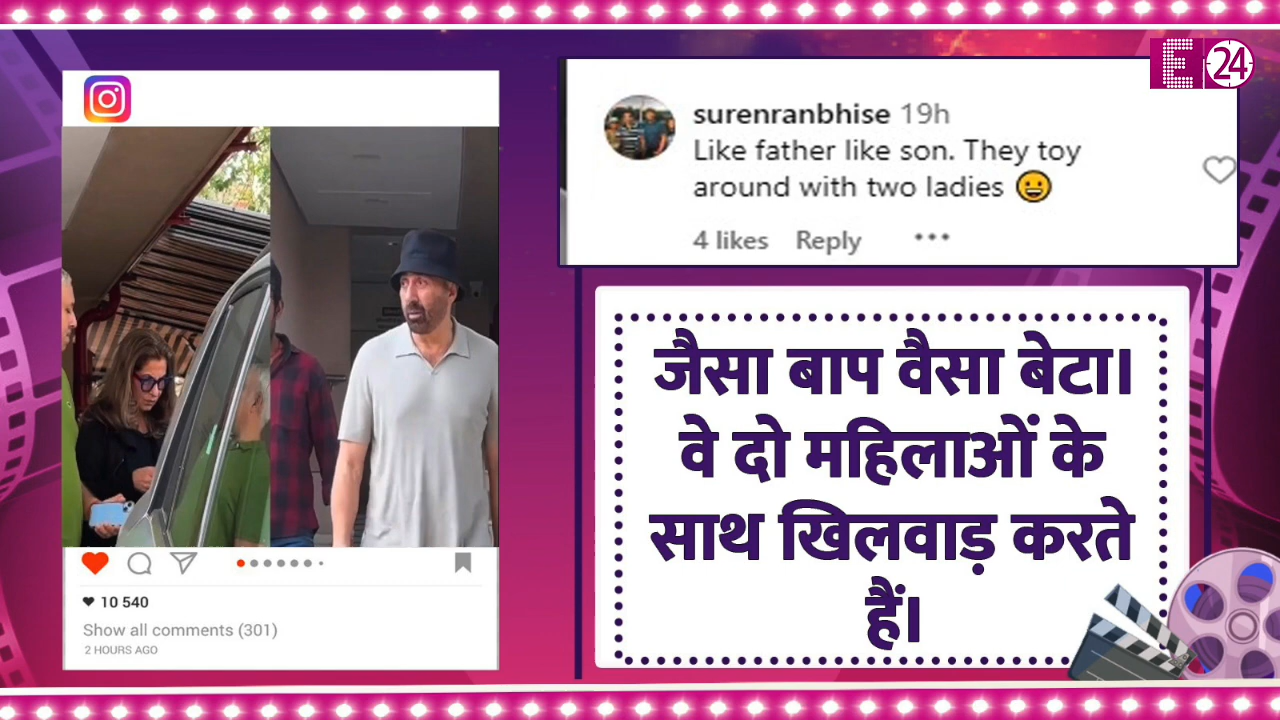 E 24
surenranbhise 19h
Like father like son. They toy
around with two ladies 😀
4 likes Reply •••
जैसा बाप वैसा बेटा।
वे दो महिलाओं के
साथ खिलवाड़ करते
हैं।
10 540
Show all comments (301)
2 HOURS AGO